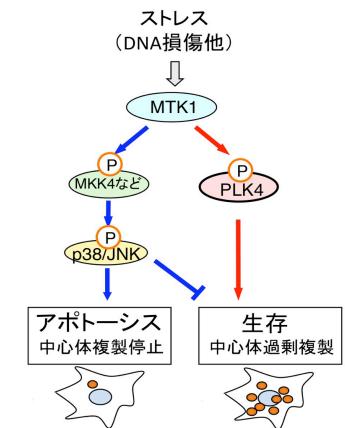 ストレス
（DNA損傷他）
MTK1
P
P
MKK4など
PLK4
P
p38/JNK
アポトーシス
中心体複製停止
生存
中心体過剰複製